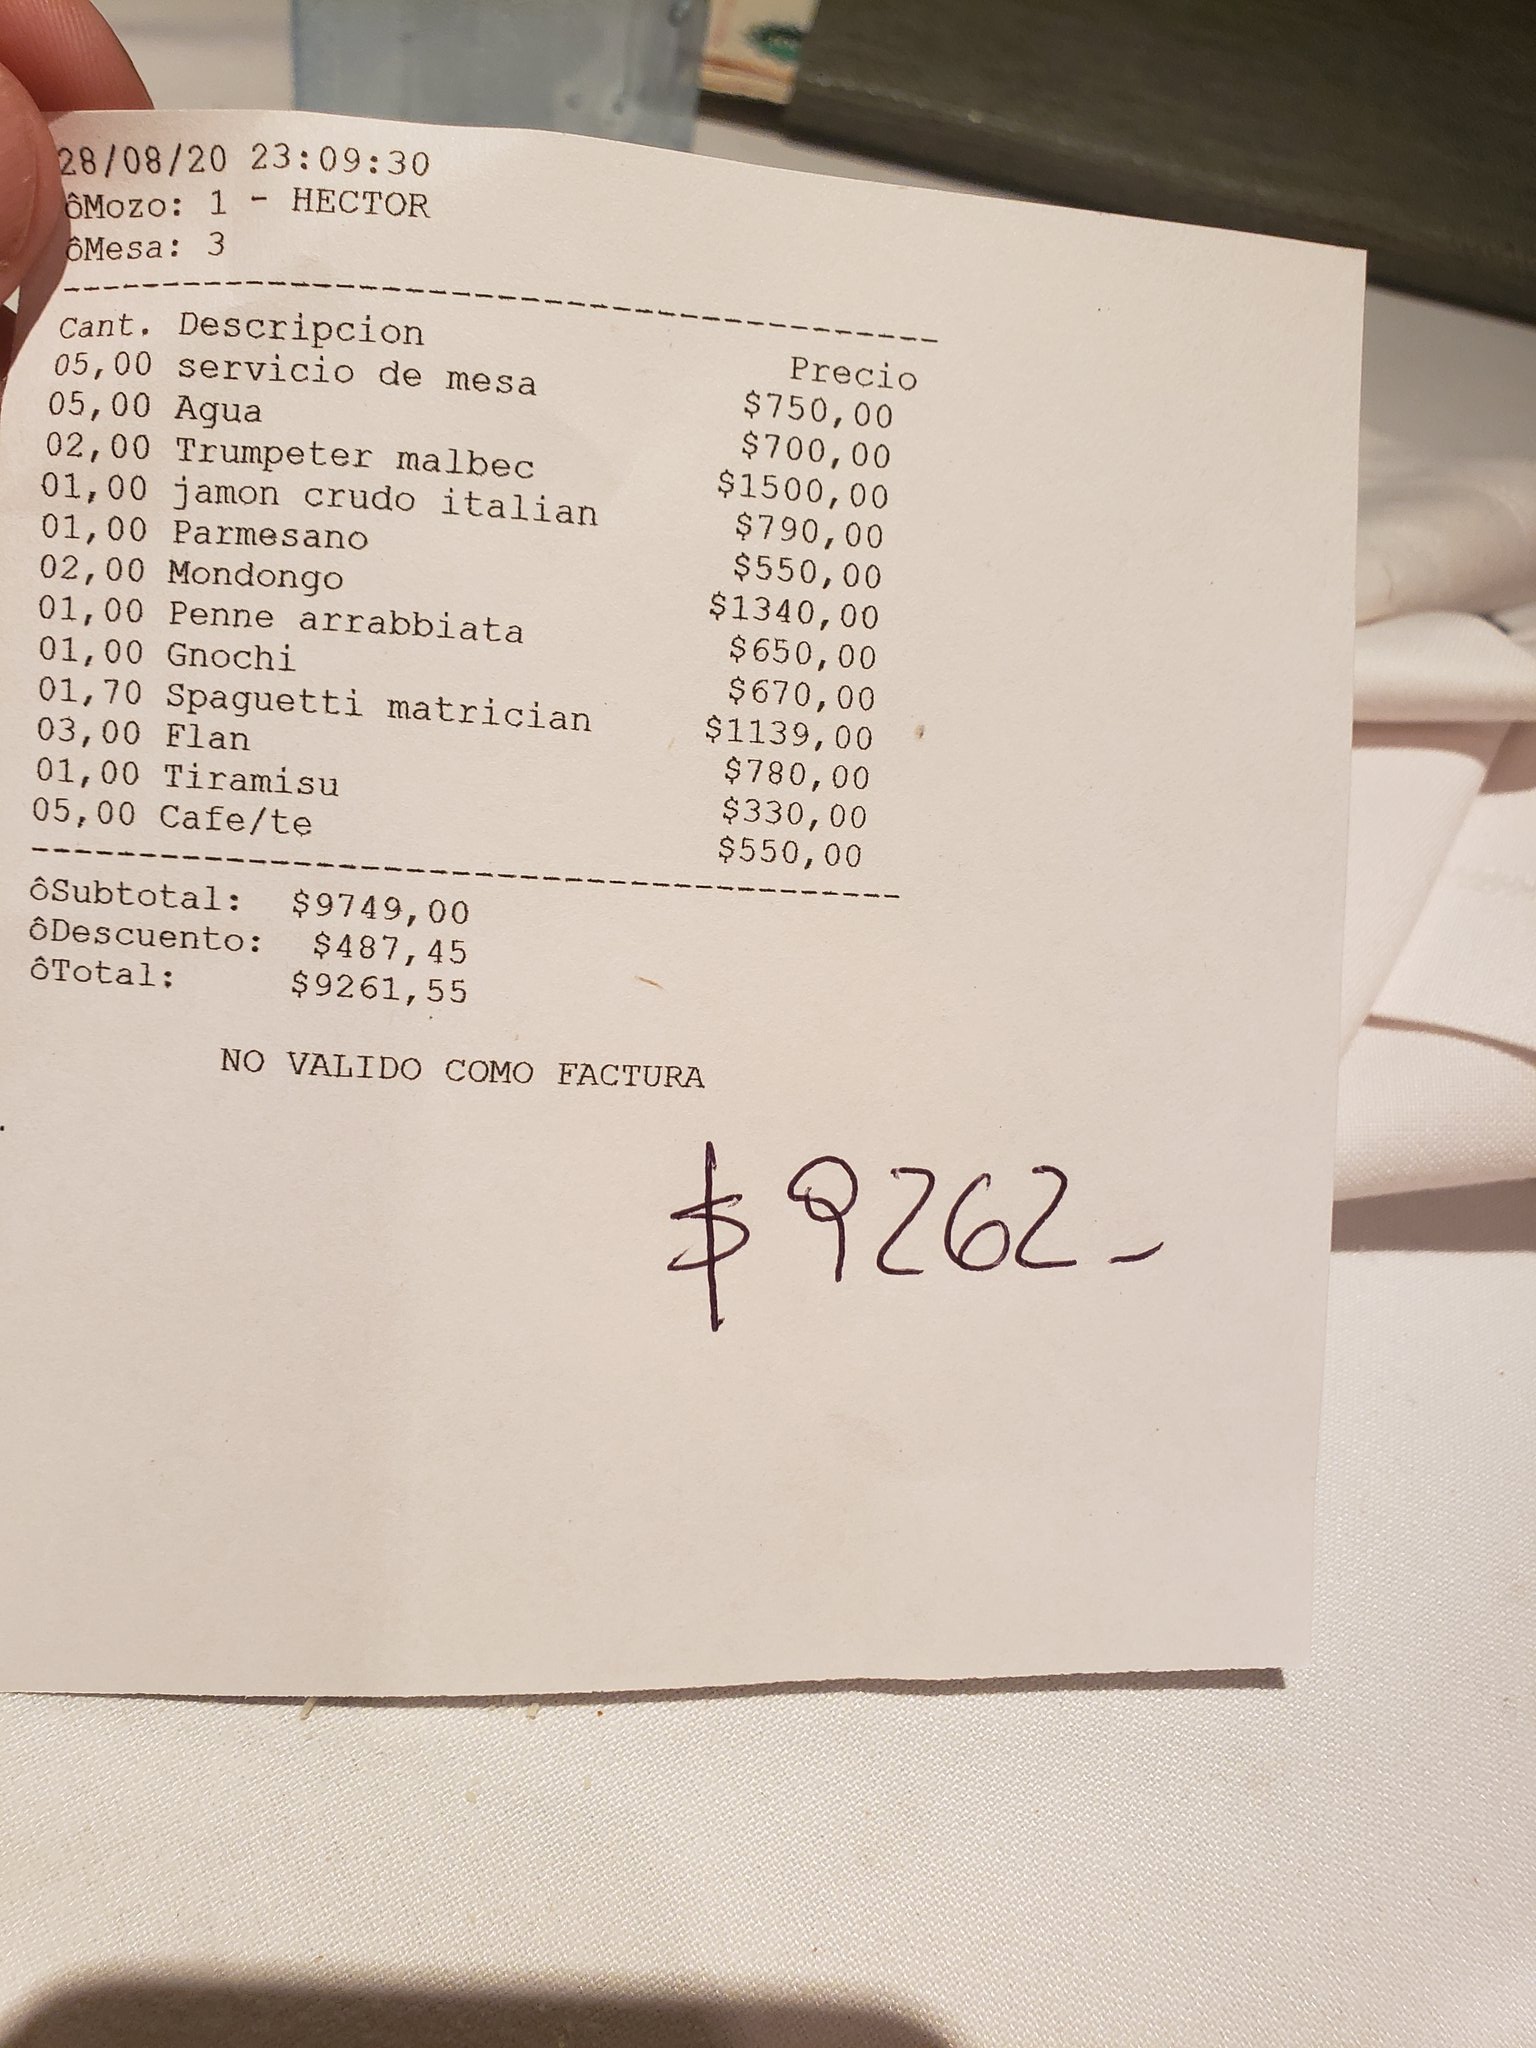 28/08/20 23:09:30
ôMozo: 1 - HECTOR
ôMesa: 3
----------------------------------------
Cant. Descripcion Precio
05,00 servicio de mesa $750,00
05,00 Agua $700,00
02,00 Trumpeter malbec $1500,00
01,00 jamon crudo italian $790,00
01,00 Parmesano $550,00
02,00 Mondongo $1340,00
01,00 Penne arrabbiata $650,00
01,00 Gnochi $670,00
01,70 Spaguetti matrician $1139,00
03,00 Flan $780,00
01,00 Tiramisu $330,00
05,00 Cafe/te $550,00
----------------------------------------
ôSubtotal: $9749,00
ôDescuento: $487,45
ôTotal: $9261,55
NO VALIDO COMO FACTURA
$ 9262-